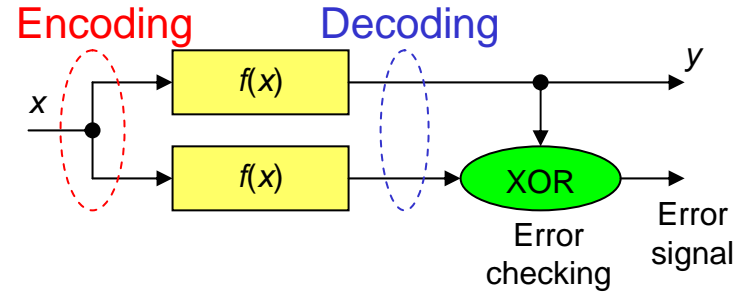 Encoding
Decoding
x
f(x)
y
f(x)
XOR
Error
checking
Error
signal